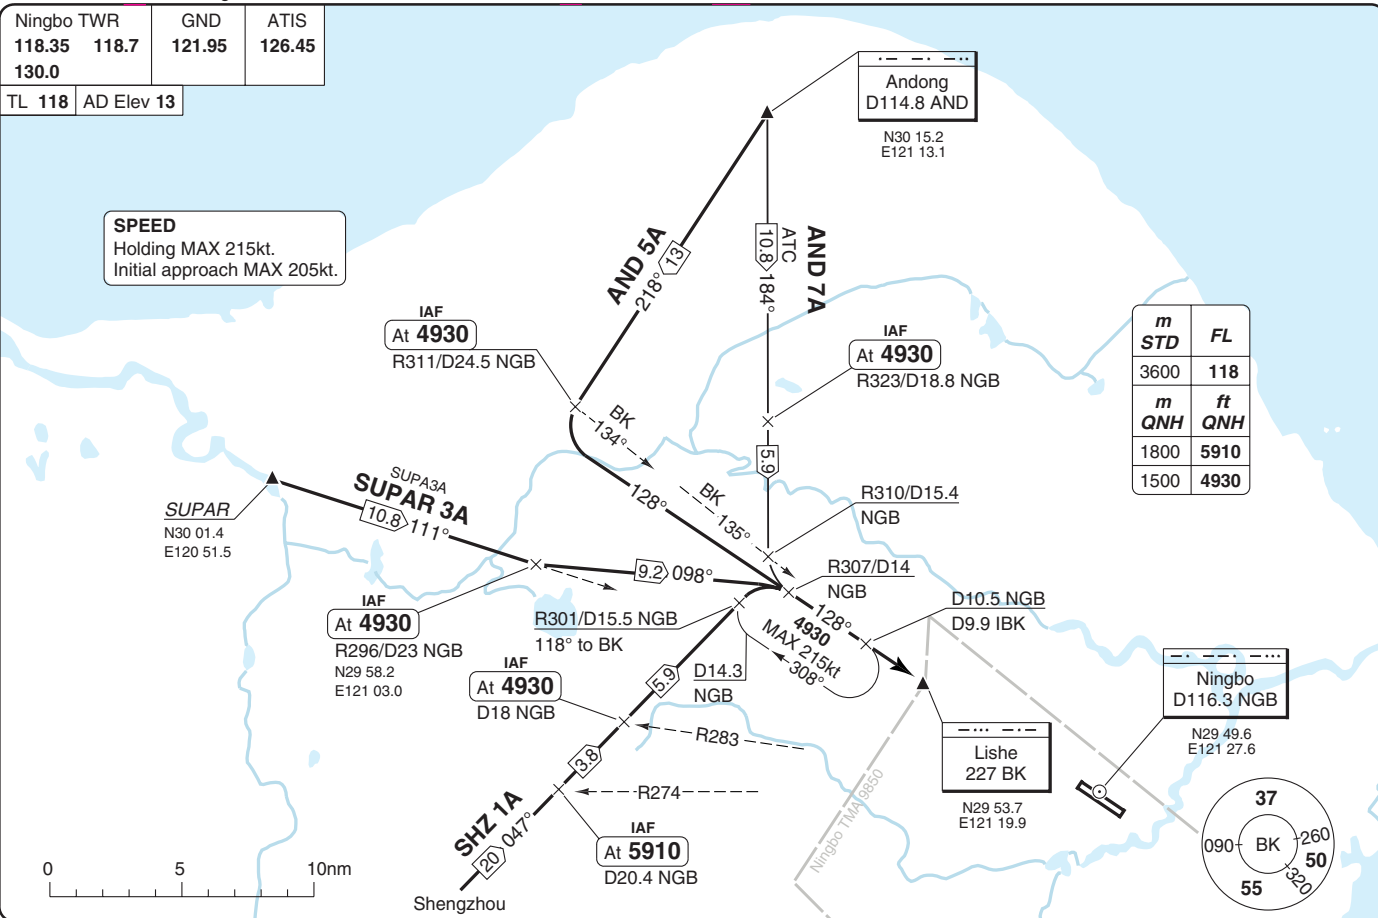 Ningbo TWR
118.35 118.7
130.0
GND
121.95
ATIS
126.45
TL 118
AD Elev 13
Andong
D114.8 AND
N30 15.2
E121 13.1
SPEED
Holding MAX 215kt.
Initial approach MAX 205kt.
AND 5A
218°
13
ATC
10.8
184°
AND 7A
IAF
At 4930
R311/D24.5 NGB
IAF
At 4930
R323/D18.8 NGB
m
STD
FL
3600
118
m
QNH
ft
QNH
1800
5910
1500
4930
BK
134°
5.9
SUPAR
N30 01.4
E120 51.5
SUPA3A
SUPAR 3A
10.8
111°
128°
BK
135°
R310/D15.4
NGB
9.2
098°
R307/D14
NGB
IAF
At 4930
R296/D23 NGB
N29 58.2
E121 03.0
R301/D15.5 NGB
118° to BK
128°
4930
MAX 215kt
308°
D10.5 NGB
D9.9 IBK
IAF
At 4930
D18 NGB
5.9
D14.3
NGB
Ningbo
D116.3 NGB
N29 49.6
E121 27.6
R283
3.8
R274
Lishe
227 BK
N29 53.7
E121 19.9
Ningbo TMA 9850
SHZ 1A
20
047°
IAF
At 5910
D20.4 NGB
Shengzhou
0
5
10nm
37
090
BK
260
50
320
55